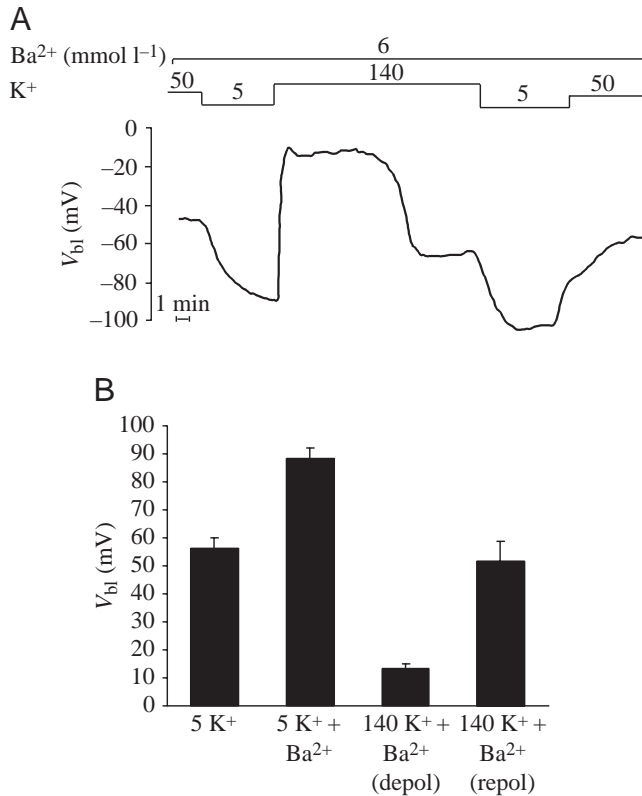 A
Ba²⁺ (mmol l⁻¹) 6
K⁺ 50 5 140 5 50
0
–20
–40
–60
–80
–100
V_bl (mV)
1 min
B
100
90
80
70
60
50
40
30
20
10
0
V_bl (mV)
5 K⁺ 5 K⁺ + 140 K⁺ + 140 K⁺ +
Ba²⁺ Ba²⁺ Ba²⁺
(depol) (repol)